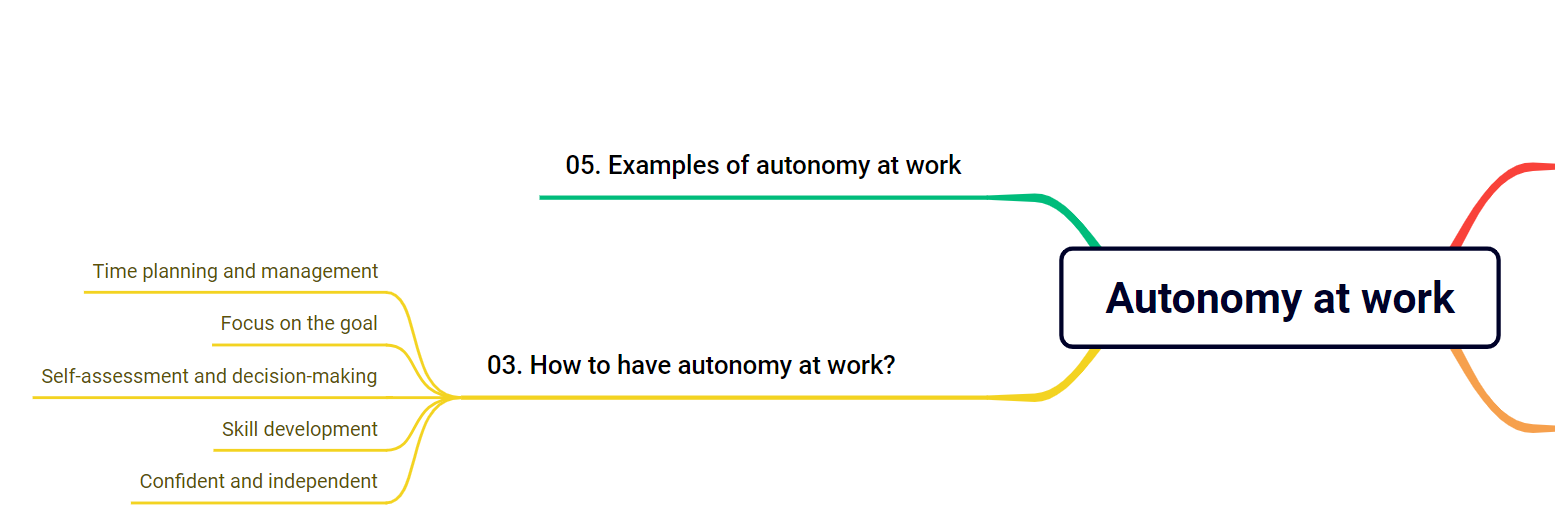 05. Examples of autonomy at work
Autonomy at work
03. How to have autonomy at work?
Time planning and management
Focus on the goal
Self-assessment and decision-making
Skill development
Confident and independent